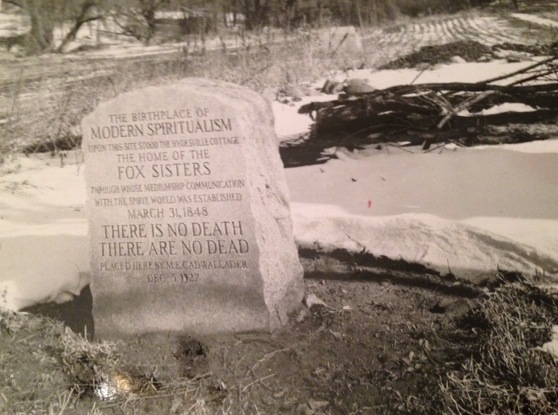 THE BIRTHPLACE OF
MODERN SPIRITUALISM
UPON THIS SITE STOOD THE HYDESVILLE COTTAGE
THE HOME OF THE
FOX SISTERS
THROUGH WHOSE MEDIUMSHIP COMMUNICATION
WITH THE SPIRIT WORLD WAS ESTABLISHED
MARCH 31, 1848
THERE IS NO DEATH
THERE ARE NO DEAD
PLACED HERE BY M.E. CADWALLADER
DEC. 5, 1927